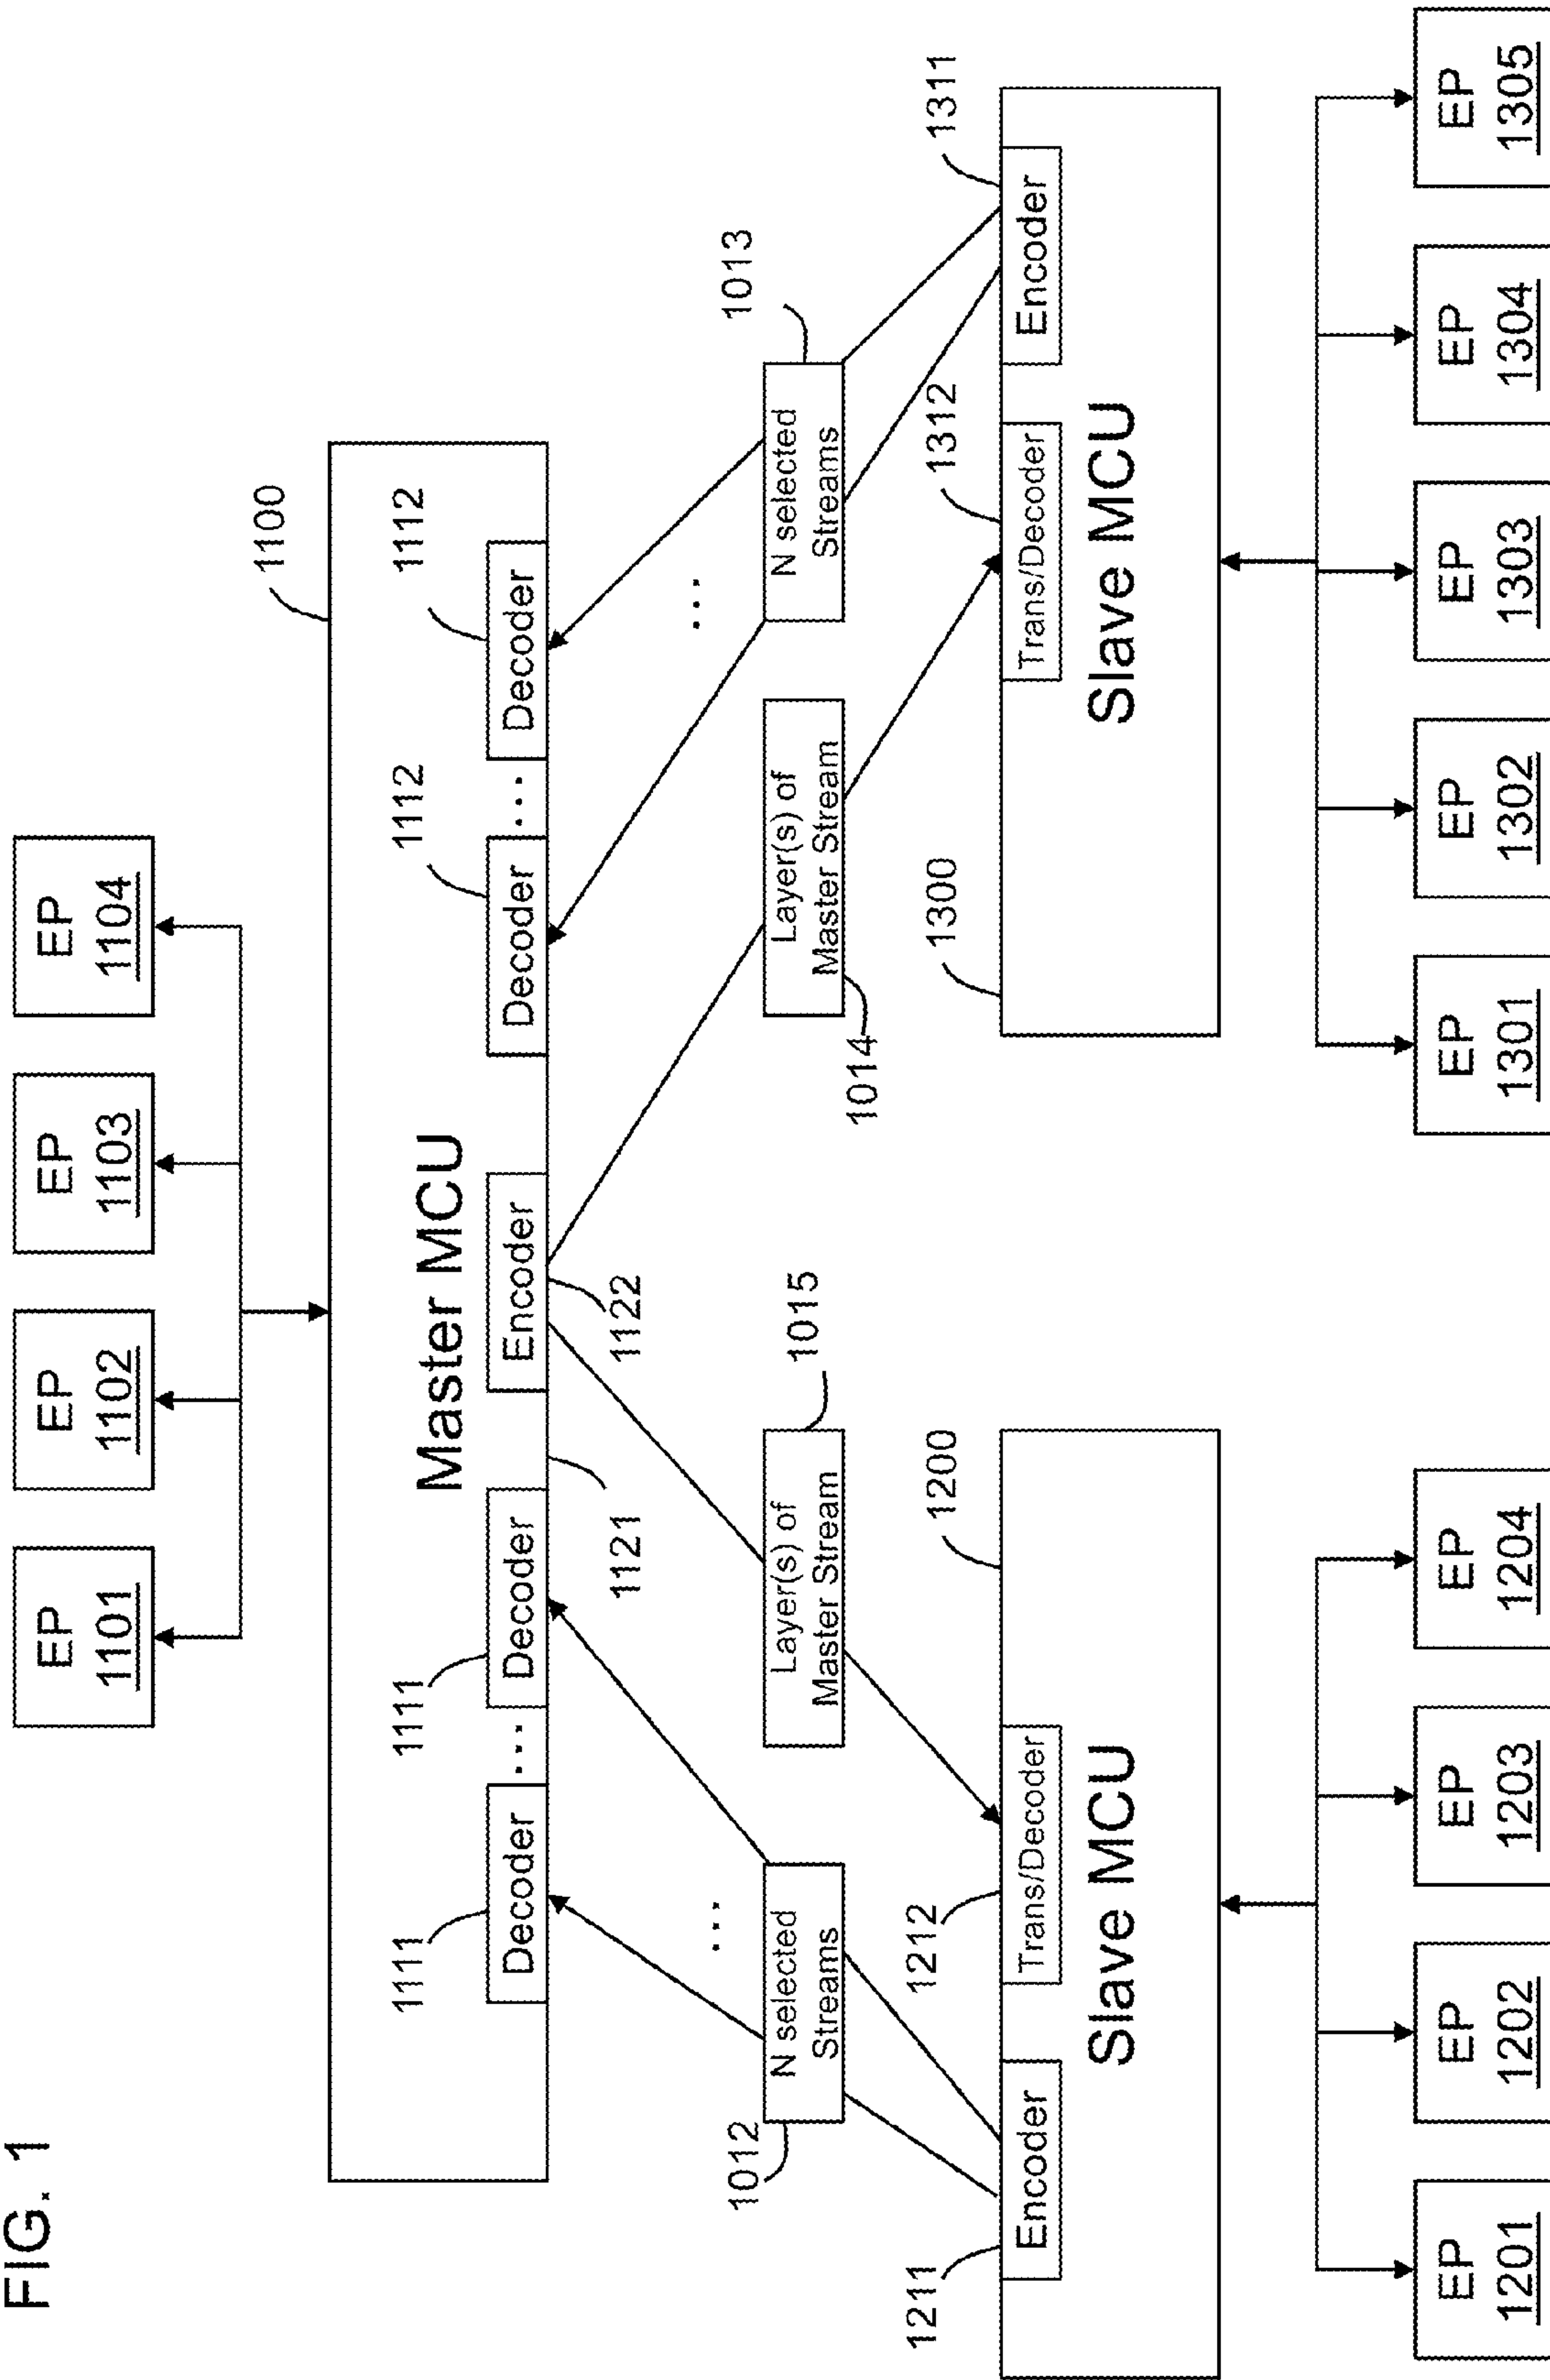 FIG. 1
EP
1101
EP
1102
EP
1103
EP
1104
1100
Master MCU
1111
1111
1112
1112
Decoder
...
Decoder
Encoder
Decoder
...
Decoder
1121
1122
...
...
1012
N selected
Streams
Layer(s) of
Master Stream
1015
1014
Layer(s) of
Master Stream
N selected
Streams
1013
1211
1212
1200
1300
1312
1311
Encoder
Trans/Decoder
Slave MCU
Trans/Decoder
Encoder
Slave MCU
EP
1201
EP
1202
EP
1203
EP
1204
EP
1301
EP
1302
EP
1303
EP
1304
EP
1305